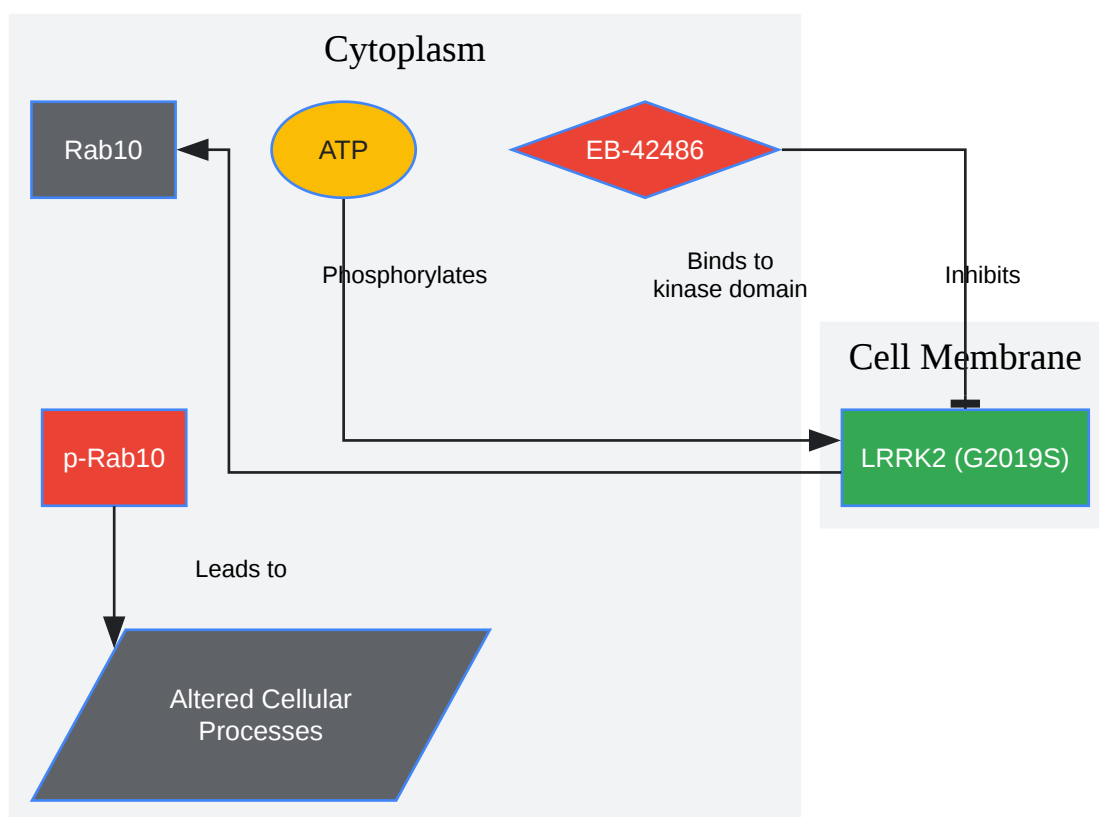 Cytoplasm
Rab10
ATP
EB-42486
Phosphorylates
Binds to
kinase domain
Inhibits
Cell Membrane
p-Rab10
LRRK2 (G2019S)
Leads to
Altered Cellular
Processes